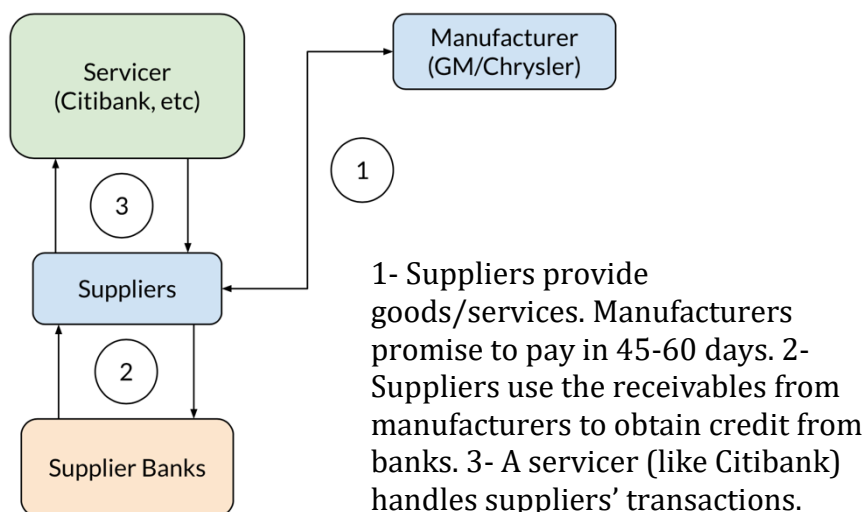 Manufacturer
(GM/Chrysler)
Servicer
(Citibank, etc)
1
3
Suppliers
2
Supplier Banks
1- Suppliers provide
goods/services. Manufacturers
promise to pay in 45-60 days. 2-
Suppliers use the receivables from
manufacturers to obtain credit from
banks. 3- A servicer (like Citibank)
handles suppliers’ transactions.